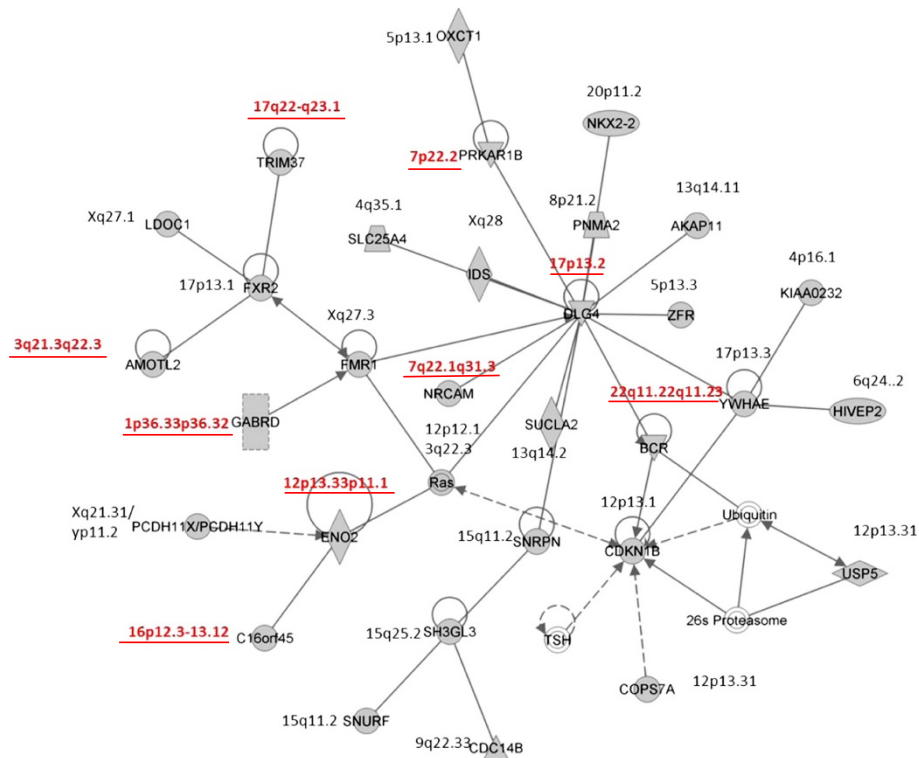 5p13.1 OXCT1
20p11.2
NKX2-2
17q22-q23.1
TRIM37
7p22.2 PRKAR1B
13q14.11
8p21.2
4q35.1
Xq28
PNMA2
AKAP11
Xq27.1 LDOC1
SLC25A4
4p16.1
17p13.2
IDS
KIAA0232
17p13.1 FXR2
5p13.3
DLG4
ZFR
Xq27.3
17p13.3
3q21.3q22.3
AMOTL2
FMR1
7q22.1q31.3
NRCAM
22q11.22q11.23
YWHAE
6q24..2
HIVEP2
1p36.33p36.32 GABRD
12p12.1
3q22.3
SUCLA2
13q14.2
BCR
12p13.33p11.1
Ras
12p13.1
Xq21.31/
yp11.2
PCDH11X/PCDH11Y
ENO2
15q11.2
SNRPN
CDKN1B
Ubiquitin
12p13.31
USP5
16p12.3-13.12
C16orf45
15q25.2 SH3GL3
TSH
26s Proteasome
COPS7A
12p13.31
15q11.2 SNURF
9q22.33 CDC14B